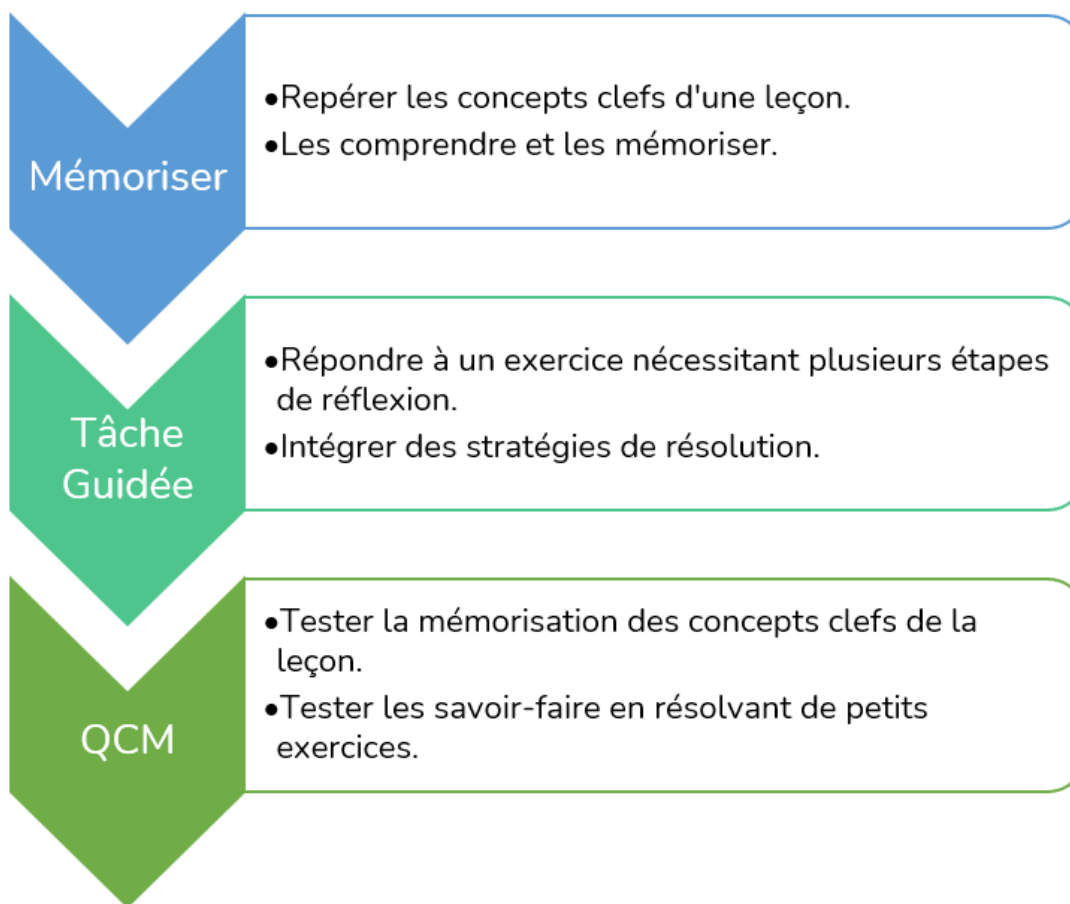 Mémoriser
•Repérer les concepts clefs d'une leçon.
•Les comprendre et les mémoriser.
Tâche
Guidée
•Répondre à un exercice nécessitant plusieurs étapes
de réflexion.
•Intégrer des stratégies de résolution.
QCM
•Tester la mémorisation des concepts clefs de la
leçon.
•Tester les savoir-faire en résolvant de petits
exercices.